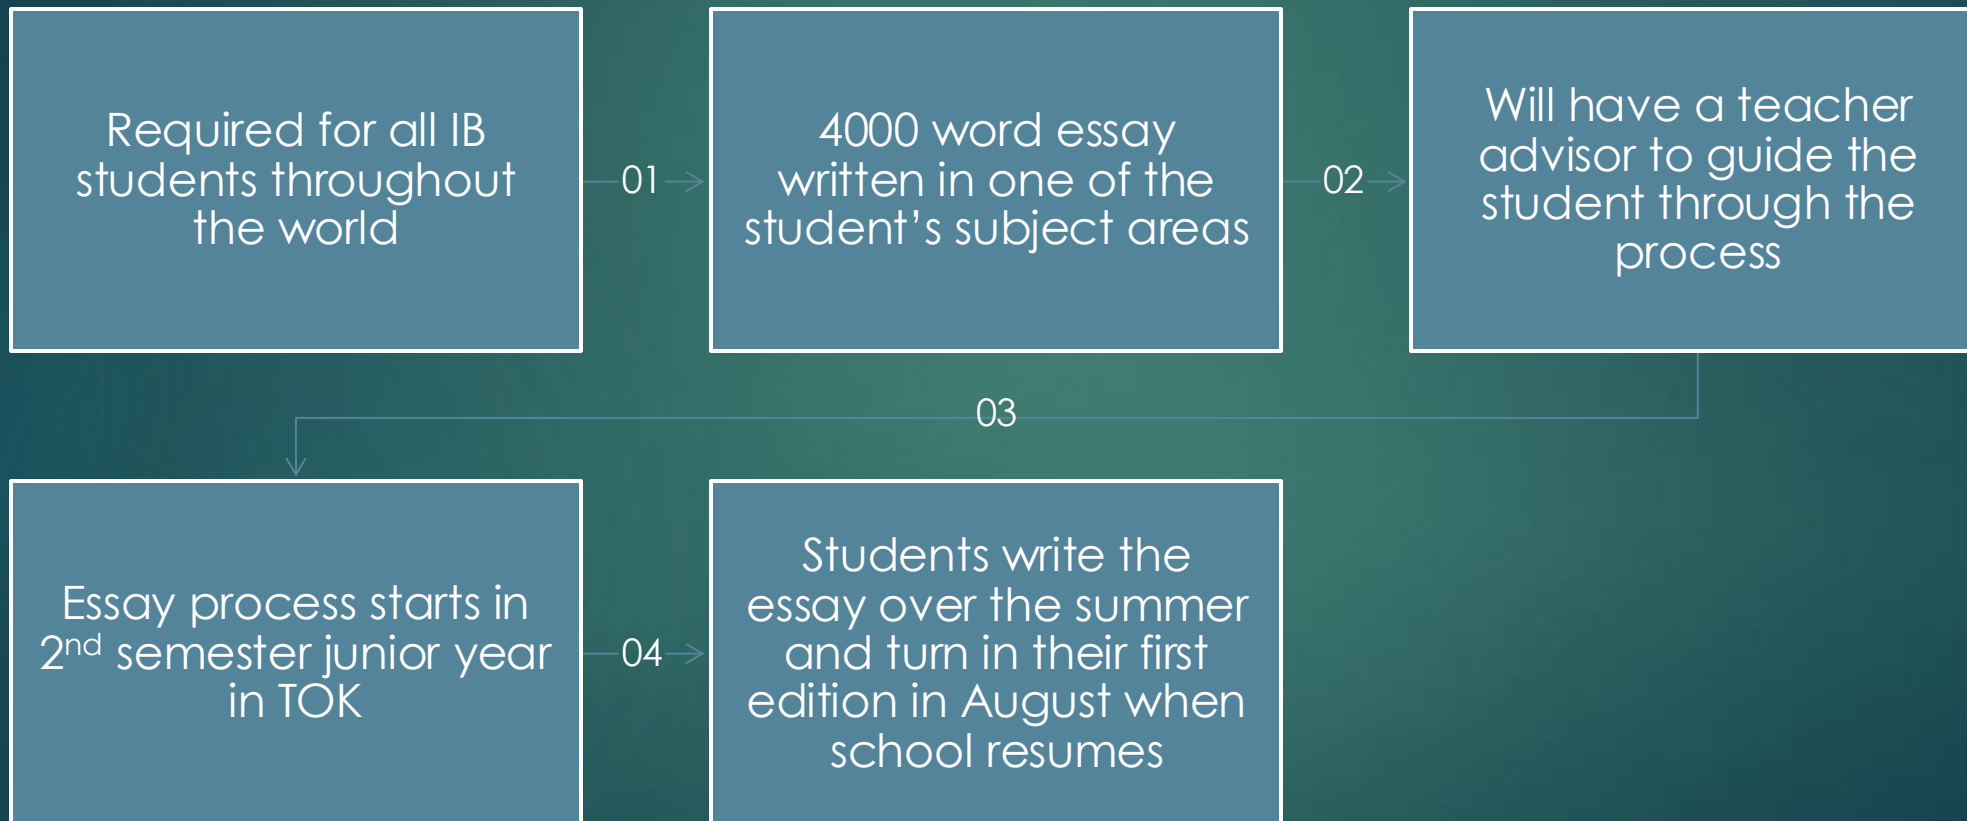 Required for all IB
students throughout
the world
01
4000 word essay
written in one of the
student’s subject areas
02
Will have a teacher
advisor to guide the
student through the
process
03
Essay process starts in
2nd semester junior year
in TOK
04
Students write the
essay over the summer
and turn in their first
edition in August when
school resumes